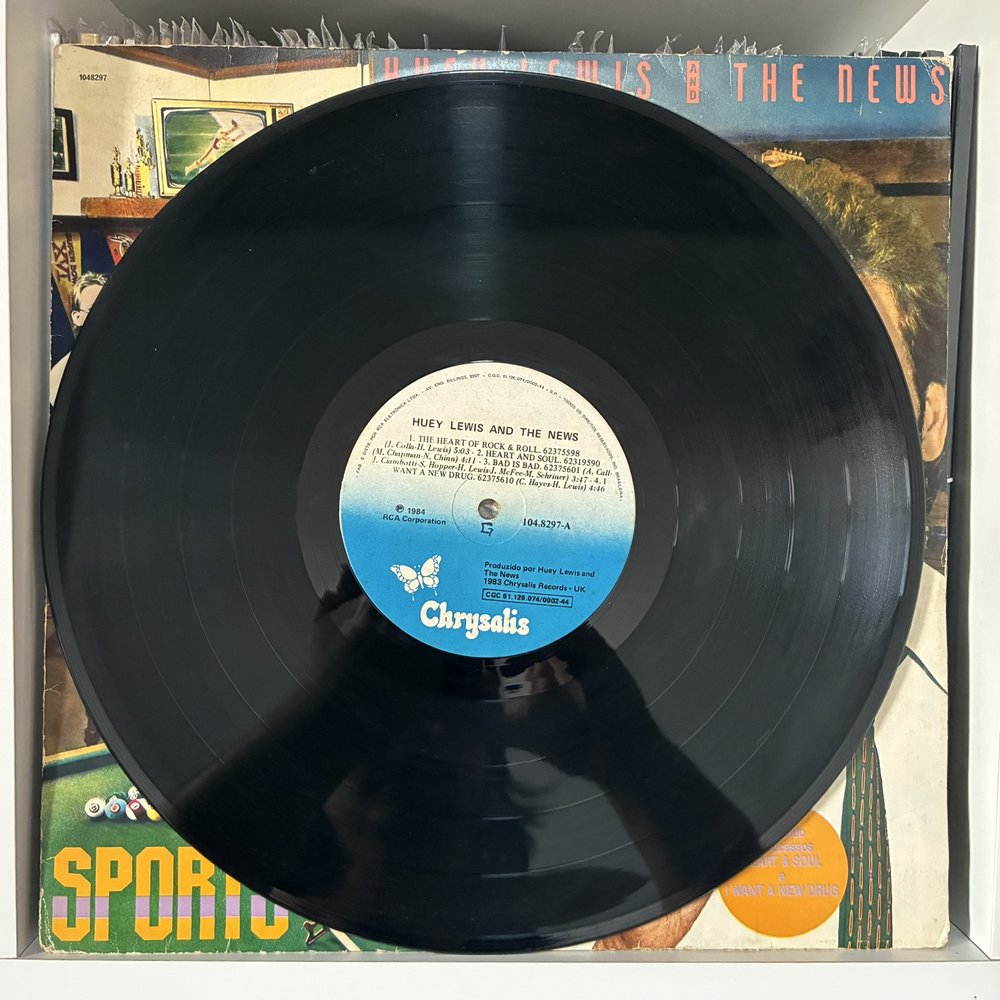 1048297
HUEY LEWIS AND THE NEWS
HUEY LEWIS AND THE NEWS
1. THE HEART OF ROCK & ROLL. 62375598
(J. Colla-H. Lewis) 5:03 - 2. HEART AND SOUL. 62319590
(M. Chapman-N. Chinn) 4:11 - 3. BAD IS BAD. 62375601 (A. Call-
J. Ciambotti-S. Hopper-H. Lewis-J. McFee-M. Schriner) 3:47 - 4. I
WANT A NEW DRUG. 62375610 (C. Hayes-H. Lewis) 4:46
℗ 1984
RCA Corporation
104.8297-A
Produzido por Huey Lewis and
The News
1983 Chrysalis Records - UK
CGC 61.126.074/0002-44
Chrysalis
SPORTS
HEART & SOUL
e
I WANT A NEW DRUG